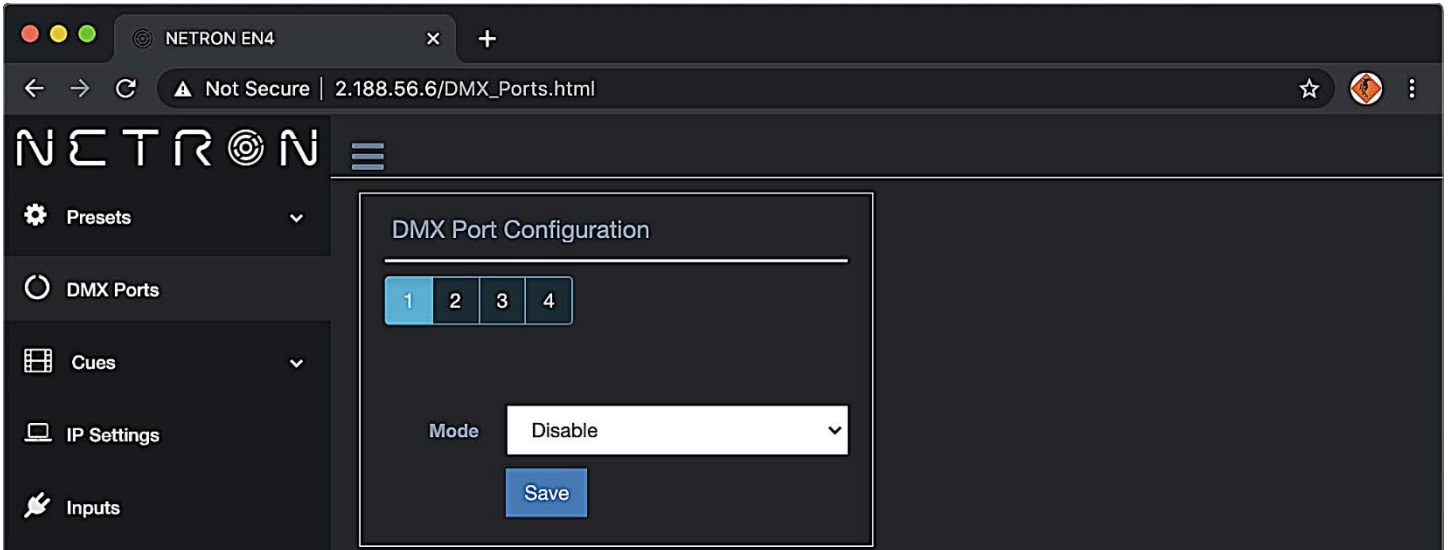 NETRON EN4
Not Secure | 2.188.56.6/DMX_Ports.html
NETRON
Presets
DMX Ports
Cues
IP Settings
Inputs
DMX Port Configuration
1 2 3 4
Mode Disable
Save